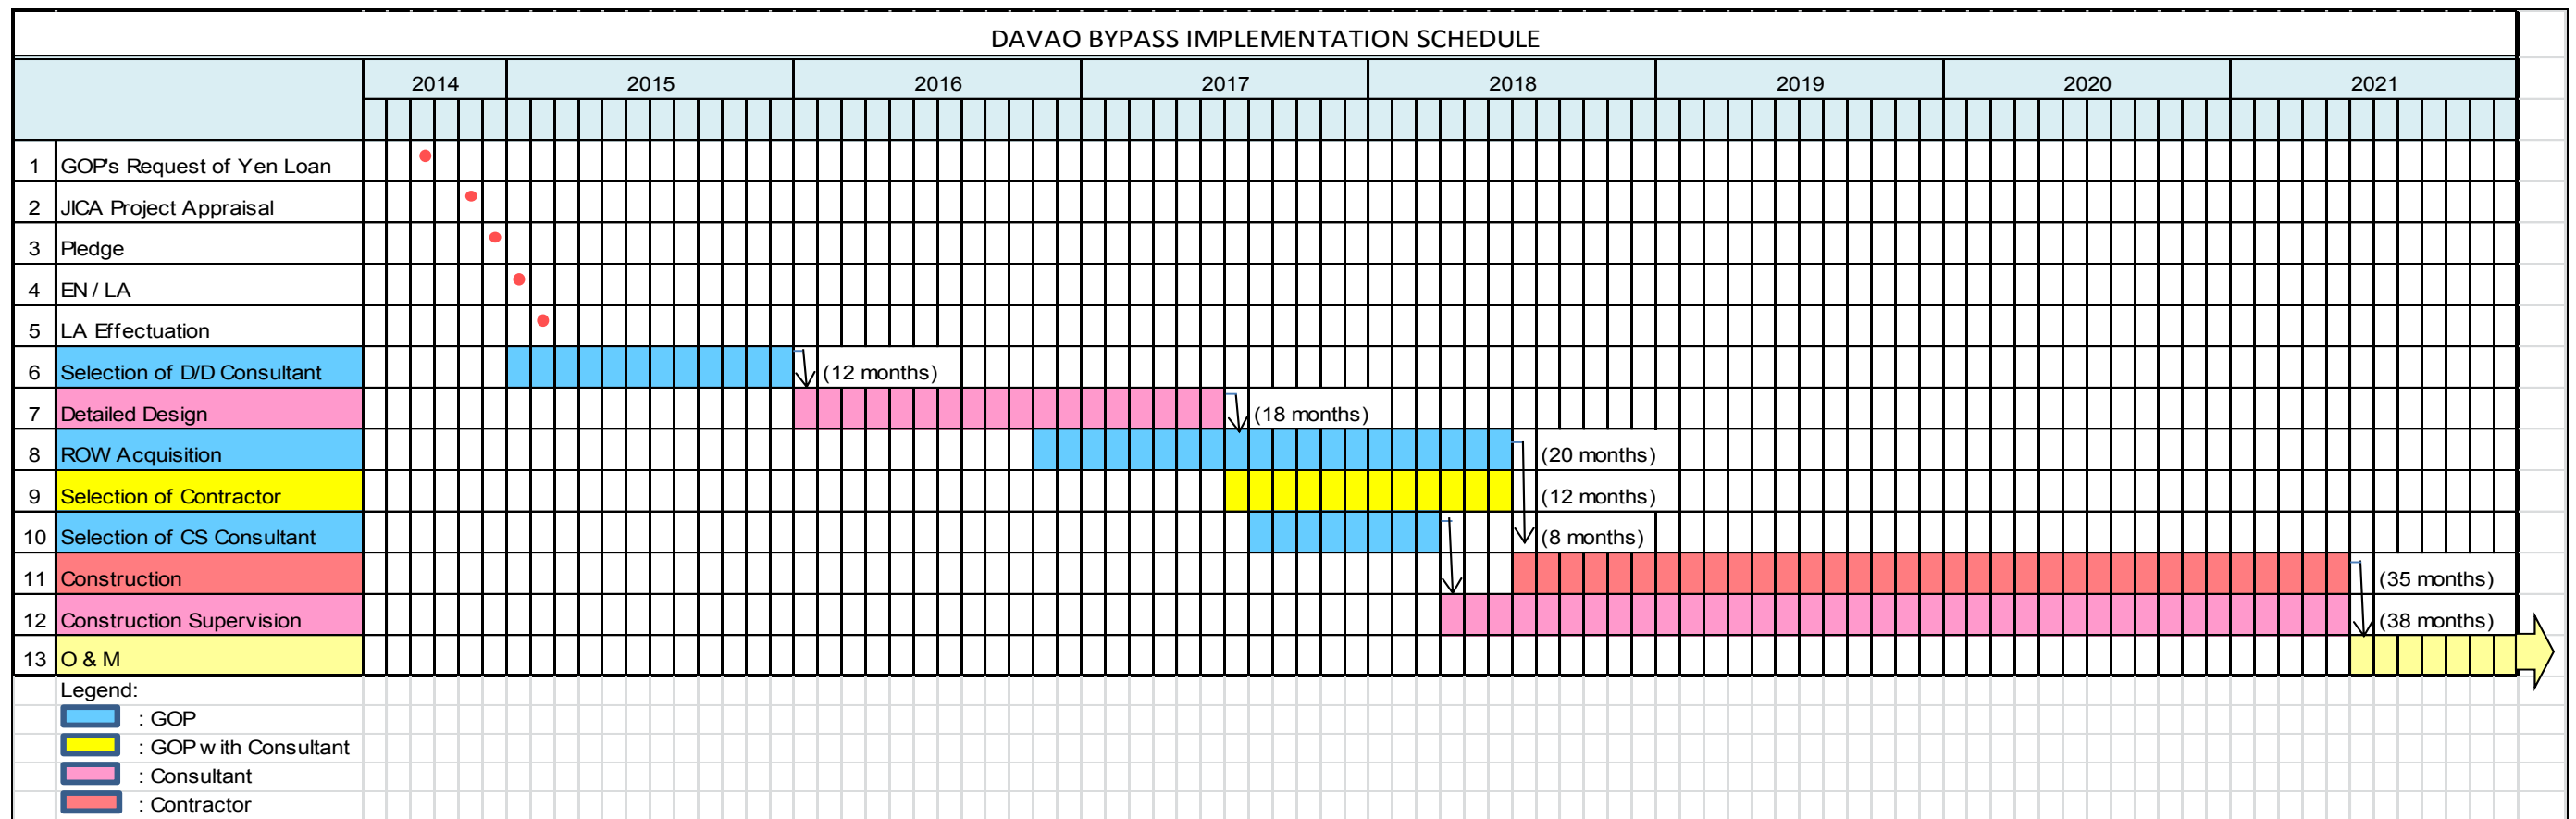 DAVAO BYPASS IMPLEMENTATION SCHEDULE
2014 2015 2016 2017 2018 2019 2020 2021
1 GOP's Request of Yen Loan
2 JICA Project Appraisal
3 Pledge
4 EN / LA
5 LA Effectuation
6 Selection of D/D Consultant (12 months)
7 Detailed Design (18 months)
8 ROW Acquisition (20 months)
9 Selection of Contractor (12 months)
10 Selection of CS Consultant (8 months)
11 Construction (35 months)
12 Construction Supervision (38 months)
13 O & M
Legend:
: GOP
: GOP with Consultant
: Consultant
: Contractor